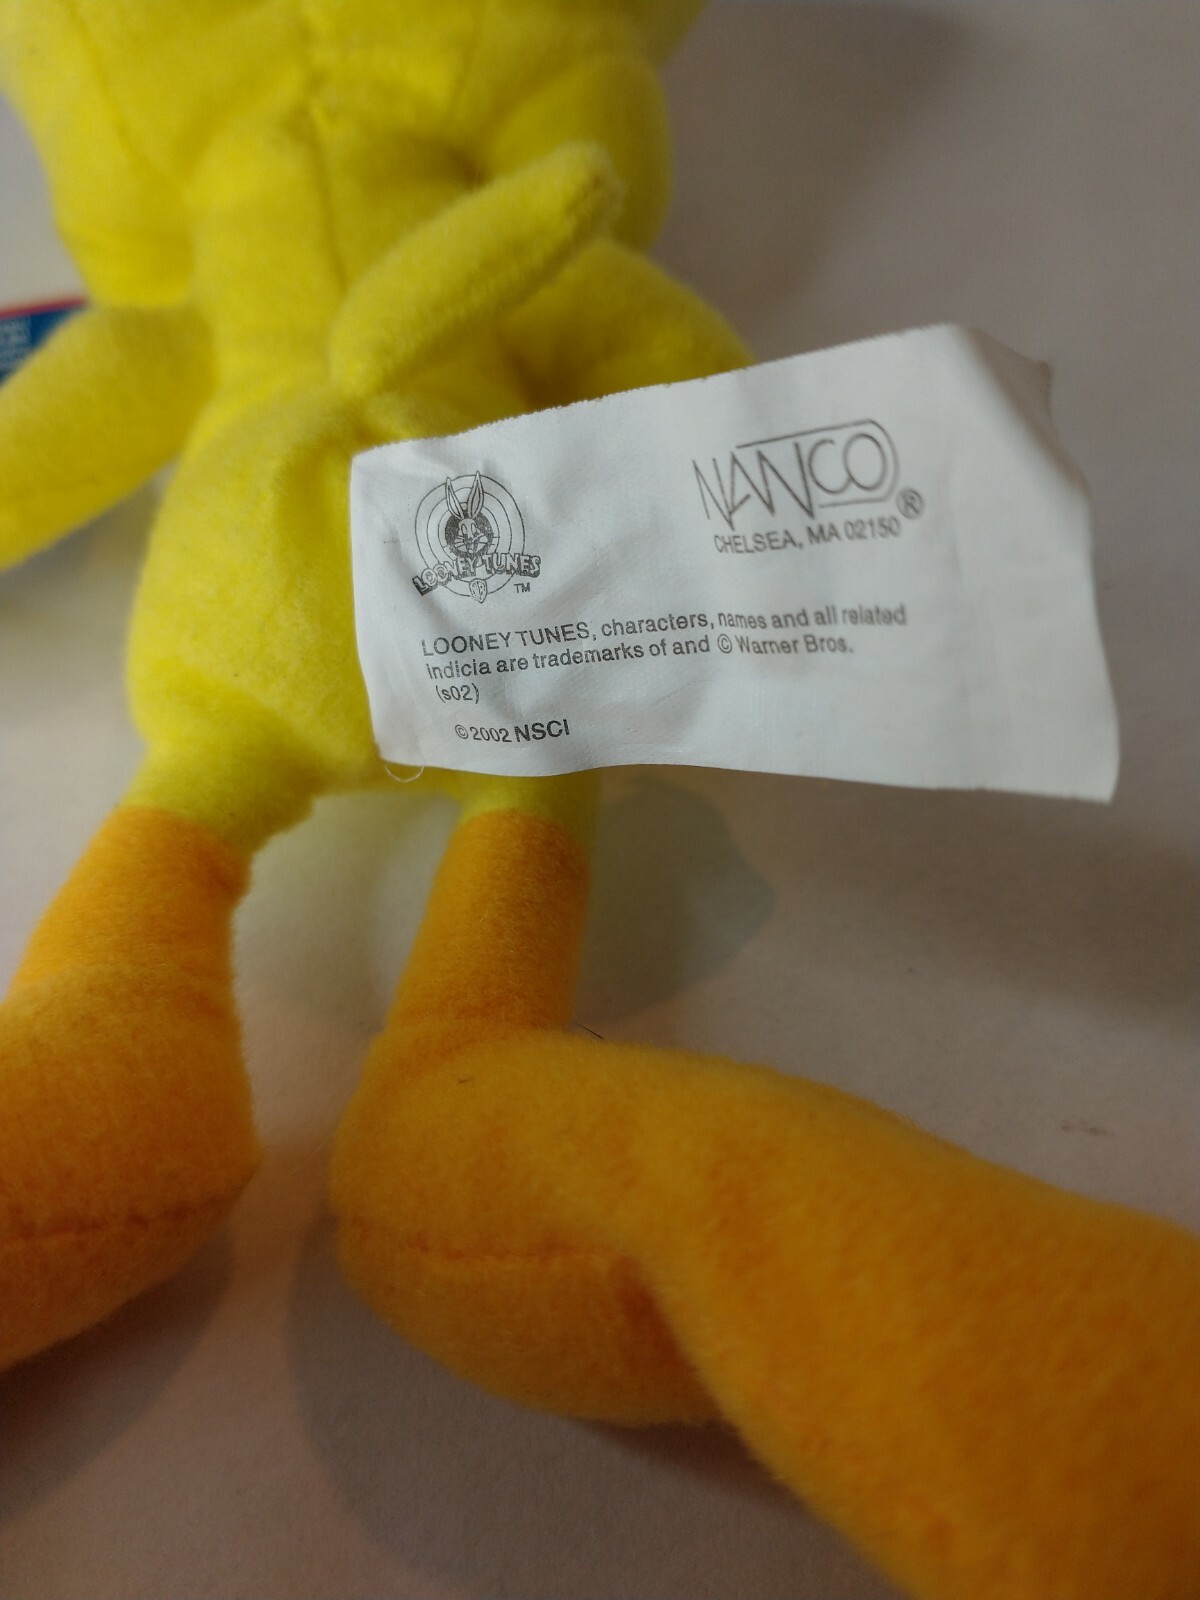 LOONEY TUNES
TM
NANCO®
CHELSEA, MA 02150
LOONEY TUNES, characters, names and all related
indicia are trademarks of and © Warner Bros.
(s02)
© 2002 NSCI